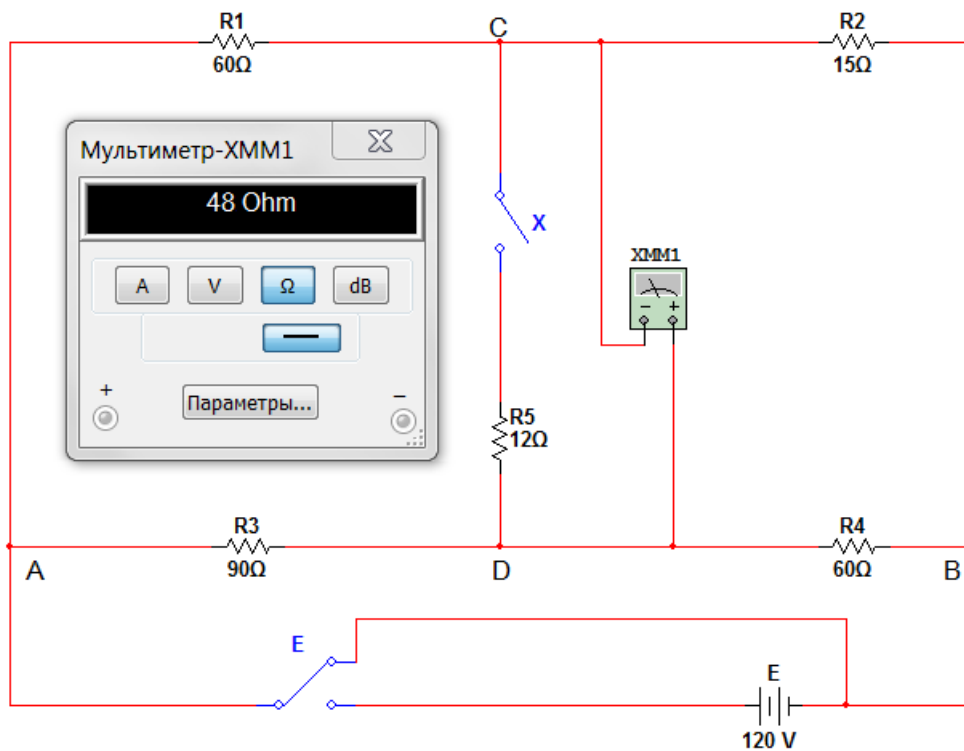 R1
60Ω
C
R2
15Ω
Мультиметр-XMM1
X
48 Ohm
A
V
Ω
dB
+
Параметры...
–
X
XMM1
– +
R5
12Ω
R3
90Ω
A
D
R4
60Ω
B
E
E
120 V